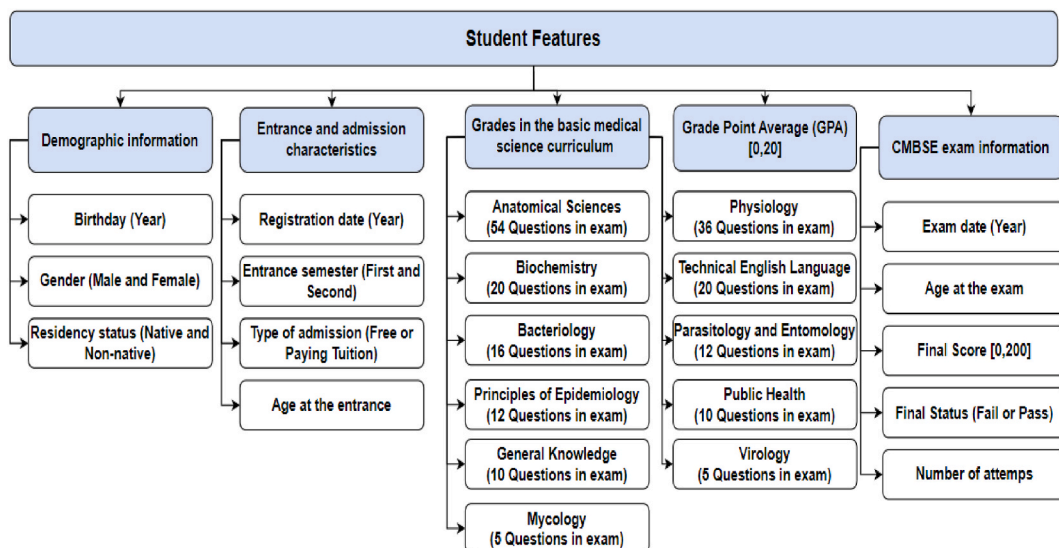 Student Features
Demographic information
Birthday (Year)
Gender (Male and Female)
Residency status (Native and
Non-native)
Entrance and admission
characteristics
Registration date (Year)
Entrance semester (First and
Second)
Type of admission (Free or
Paying Tuition)
Age at the entrance
Grades in the basic medical
science curriculum
Anatomical Sciences
(54 Questions in exam)
Biochemistry
(20 Questions in exam)
Bacteriology
(16 Questions in exam)
Principles of Epidemiology
(12 Questions in exam)
General Knowledge
(10 Questions in exam)
Mycology
(5 Questions in exam)
Grade Point Average (GPA)
[0,20]
Physiology
(36 Questions in exam)
Technical English Language
(20 Questions in exam)
Parasitology and Entomology
(12 Questions in exam)
Public Health
(10 Questions in exam)
Virology
(5 Questions in exam)
CMBSE exam information
Exam date (Year)
Age at the exam
Final Score [0,200]
Final Status (Fail or Pass)
Number of attemps